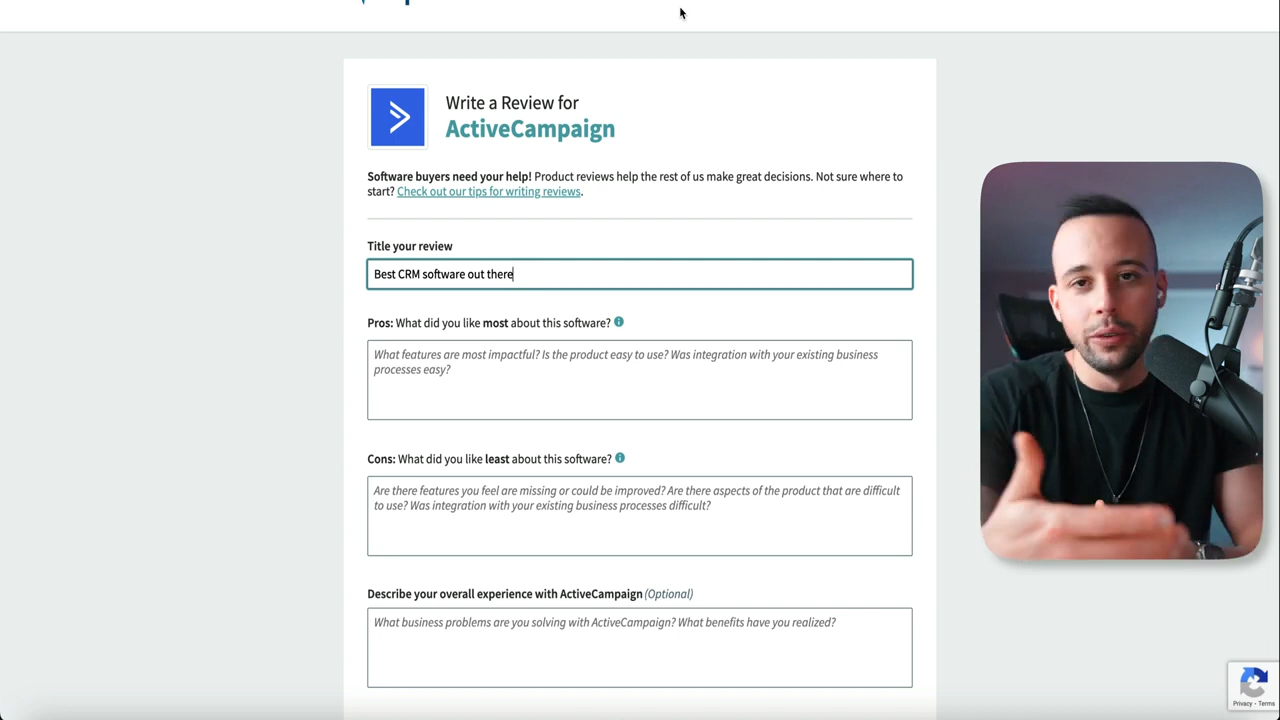 Write a Review for
ActiveCampaign
Software buyers need your help! Product reviews help the rest of us make great decisions. Not sure where to
start? Check out our tips for writing reviews.
Title your review
Best CRM software out there
Pros: What did you like most about this software?
What features are most impactful? Is the product easy to use? Was integration with your existing business
processes easy?
Cons: What did you like least about this software?
Are there features you feel are missing or could be improved? Are there aspects of the product that are difficult
to use? Was integration with your existing business processes difficult?
Describe your overall experience with ActiveCampaign (Optional)
What business problems are you solving with ActiveCampaign? What benefits have you realized?
Privacy - Terms